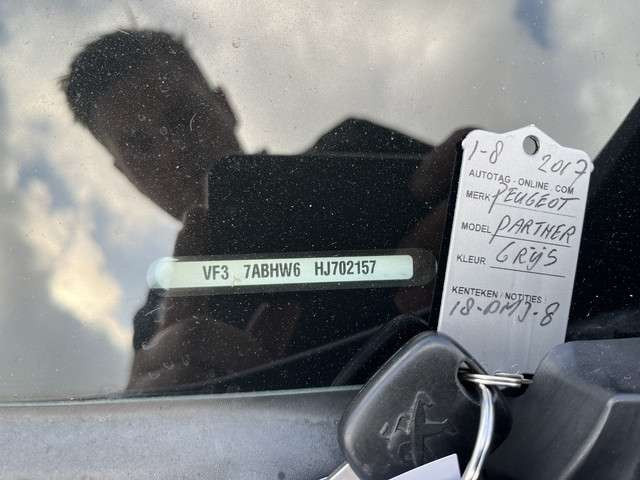 VF3 7ABHW6 HJ702157
1-8 2017
AUTOTAG-ONLINE.COM
MERK PEUGEOT
MODEL PARTNER
KLEUR GRijS
KENTEKEN / NOTITIES
18-DMJ-8